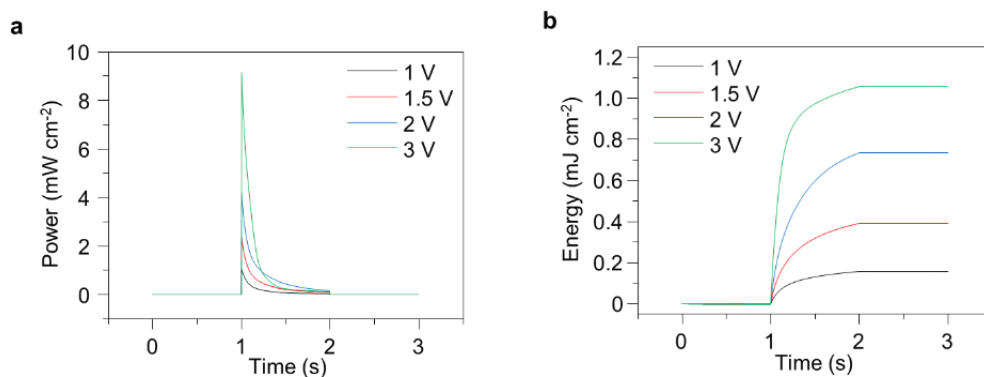 a
10
8
6
4
2
0
Power (mW cm⁻²)
1 V
1.5 V
2 V
3 V
0
1
2
3
Time (s)
b
1.2
1.0
0.8
0.6
0.4
0.2
0.0
Energy (mJ cm⁻²)
1 V
1.5 V
2 V
3 V
0
1
2
3
Time (s)